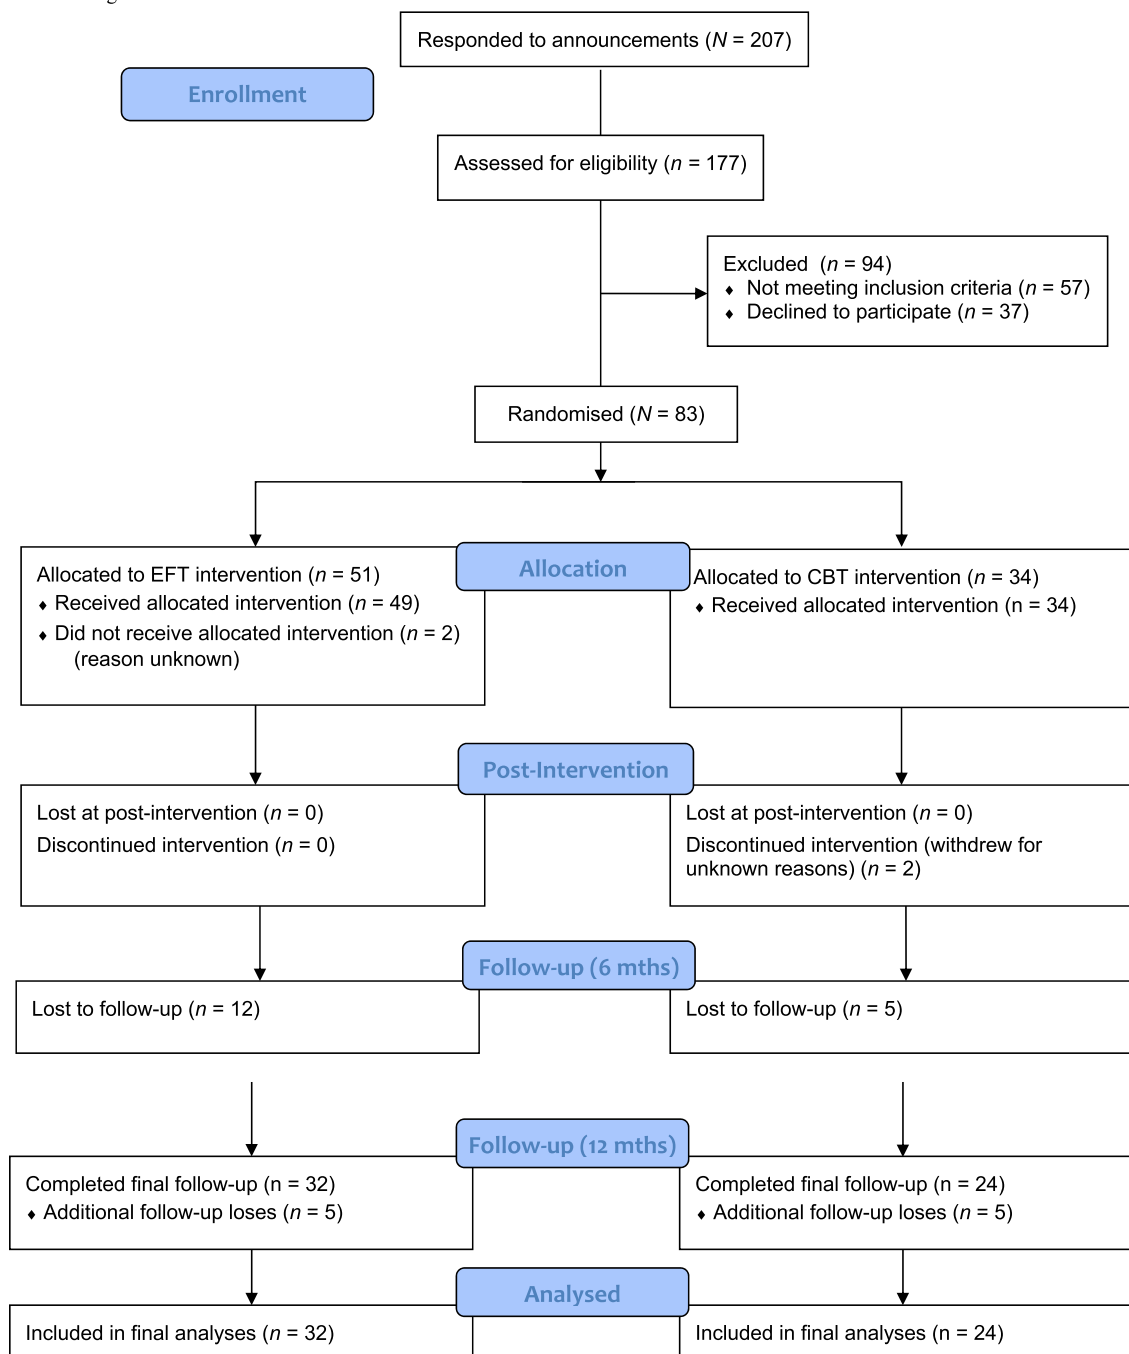 Responded to announcements (N = 207)
Enrollment
Assessed for eligibility (n = 177)
Excluded (n = 94)
♦ Not meeting inclusion criteria (n = 57)
♦ Declined to participate (n = 37)
Randomised (N = 83)
Allocation
Allocated to EFT intervention (n = 51)
♦ Received allocated intervention (n = 49)
♦ Did not receive allocated intervention (n = 2)
(reason unknown)
Allocated to CBT intervention (n = 34)
♦ Received allocated intervention (n = 34)
Post-Intervention
Lost at post-intervention (n = 0)
Discontinued intervention (n = 0)
Lost at post-intervention (n = 0)
Discontinued intervention (withdrew for
unknown reasons) (n = 2)
Follow-up (6 mths)
Lost to follow-up (n = 12)
Lost to follow-up (n = 5)
Follow-up (12 mths)
Completed final follow-up (n = 32)
♦ Additional follow-up loses (n = 5)
Completed final follow-up (n = 24)
♦ Additional follow-up loses (n = 5)
Analysed
Included in final analyses (n = 32)
Included in final analyses (n = 24)